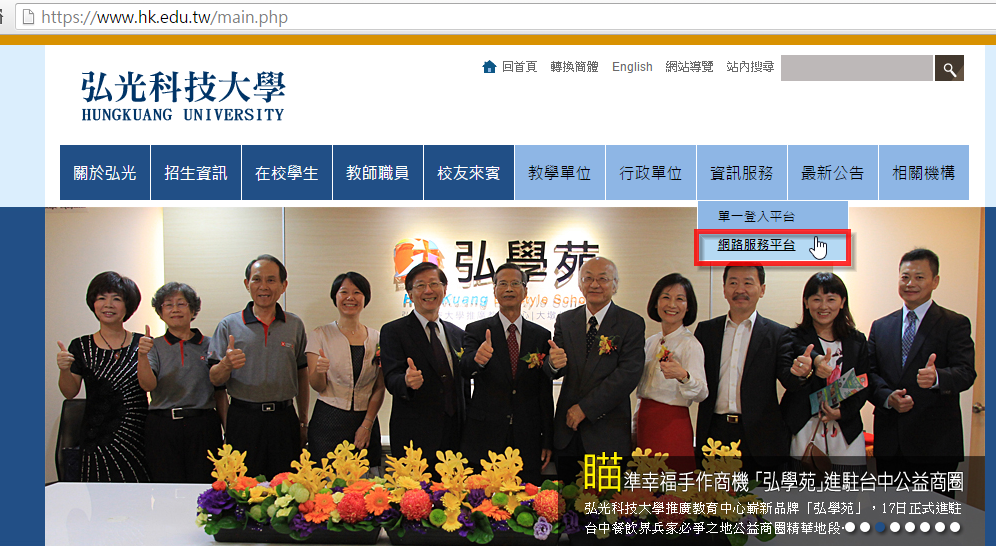 https://www.hk.edu.tw/main.php
回首頁 轉換簡體 English 網站導覽 站內搜尋
弘光科技大學
HUNGKUANG UNIVERSITY
關於弘光 招生資訊 在校學生 教師職員 校友來賓 教學單位 行政單位 資訊服務 最新公告 相關機構
單一登入平台
網路服務平台
弘學苑
瞄準幸福手作商機「弘學苑」進駐台中公益商圈
弘光科技大學推廣教育中心嶄新品牌「弘學苑」，17日正式進駐
台中餐飲界兵家必爭之地公益商圈精華地段